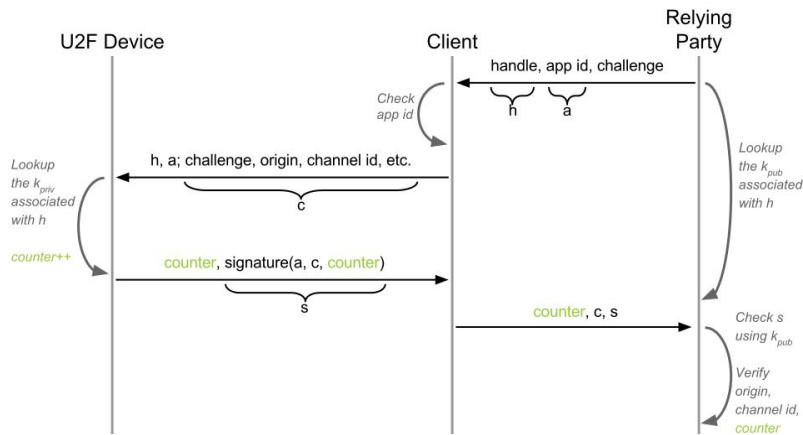 U2F Device
Client
Relying
Party
handle, app id, challenge
h
a
Check
app id
h, a; challenge, origin, channel id, etc.
c
Lookup
the k_priv
associated
with h
counter++
Lookup
the k_pub
associated
with h
counter, signature(a, c, counter)
s
counter, c, s
Check s
using k_pub
Verify
origin,
channel id,
counter